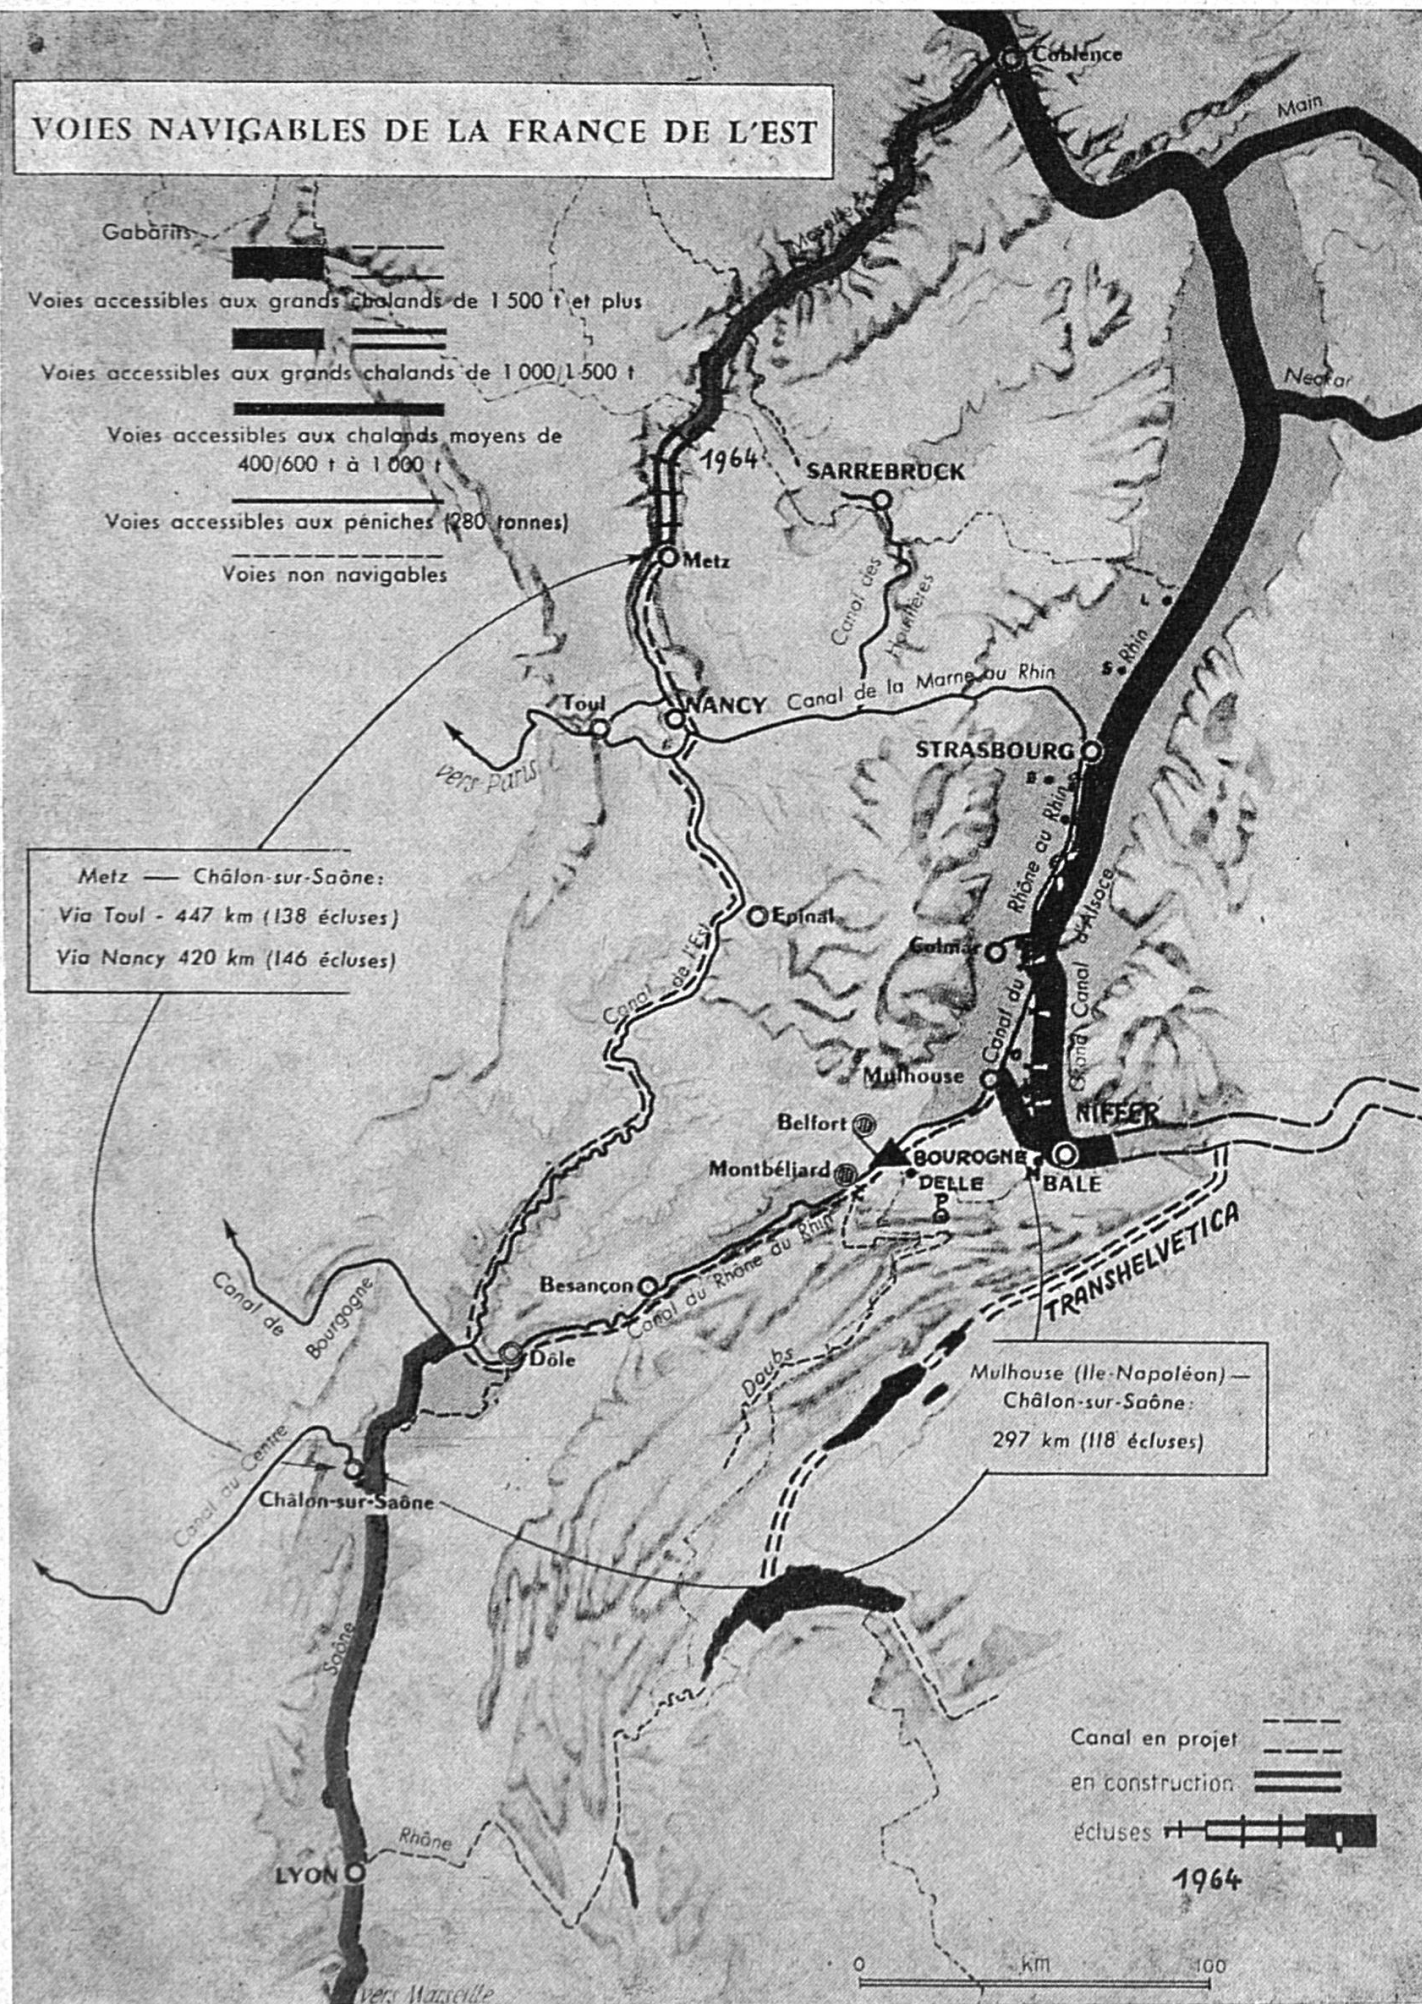 Coblence
Main
VOIES NAVIGABLES DE LA FRANCE DE L'EST
Gabarits
Voies accessibles aux grands chalands de 1 500 t et plus
Voies accessibles aux grands chalands de 1 000/1 500 t
Voies accessibles aux chalands moyens de
400/600 t à 1 000 t
Voies accessibles aux péniches (280 tonnes)
Voies non navigables
Moselle
Neckar
1964
SARREBRUCK
Metz
Canal des
Houillères
L
Rhin
S
Toul
NANCY
Canal de la Marne au Rhin
vers Paris
STRASBOURG
B
S
Metz — Châlon-sur-Saône:
Via Toul - 447 km (138 écluses)
Via Nancy 420 km (146 écluses)
Epinal
Canal de l'Est
Rhône au Rhin
Canal du
Colmar
Grand Canal d'Alsace
Mulhouse
NIFFER
Belfort
BOUROGNE
Montbéliard
DELLE
N
BALE
P
TRANSHELVETICA
Canal du Rhône au Rhin
Besançon
Canal de
Bourgogne
Dôle
Doubs
Mulhouse (Ile-Napoléon) —
Châlon-sur-Saône:
297 km (118 écluses)
Canal du Centre
Châlon-sur-Saône
Saône
Canal en projet
en construction
écluses
1964
Rhône
LYON
0 km 100
vers Marseille